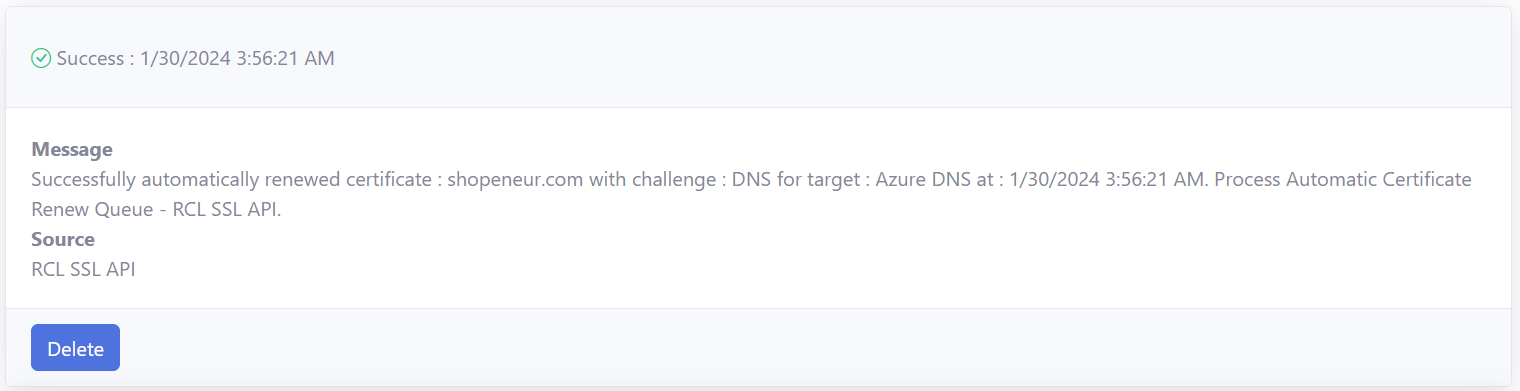 Success : 1/30/2024 3:56:21 AM
Message
Successfully automatically renewed certificate : shopeneur.com with challenge : DNS for target : Azure DNS at : 1/30/2024 3:56:21 AM. Process Automatic Certificate
Renew Queue - RCL SSL API.
Source
RCL SSL API
Delete